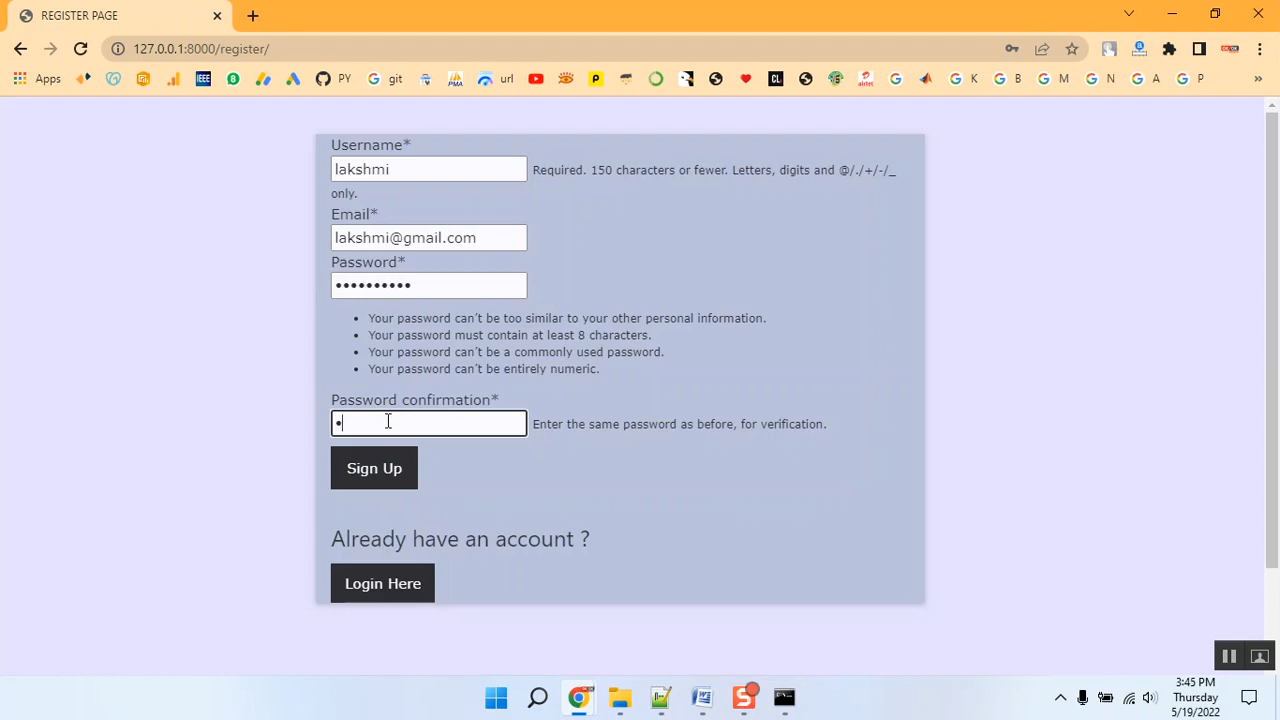 REGISTER PAGE
127.0.0.1:8000/register/
Apps
PY
git
url
K
B
M
N
A
P
»
Username*
lakshmi
Required. 150 characters or fewer. Letters, digits and @/./+/-/_
only.
Email*
lakshmi@gmail.com
Password*
••••••••••
• Your password can’t be too similar to your other personal information.
• Your password must contain at least 8 characters.
• Your password can’t be a commonly used password.
• Your password can’t be entirely numeric.
Password confirmation*
•
Enter the same password as before, for verification.
Sign Up
Already have an account ?
Login Here
3:45 PM
Thursday
5/19/2022